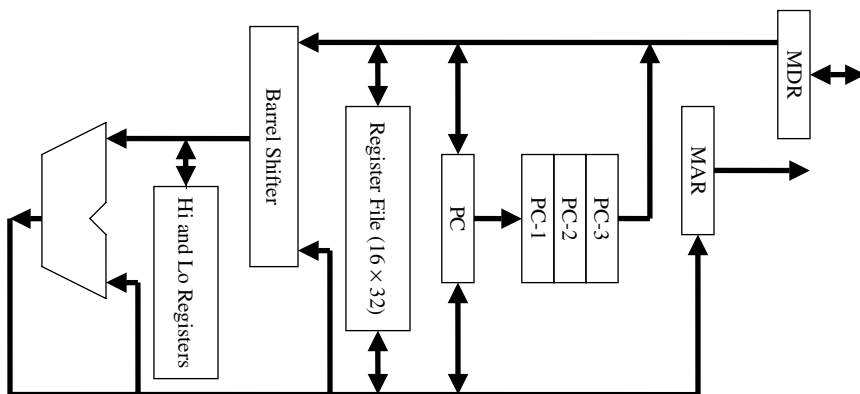 MDR
MAR
PC-3
PC-2
PC-1
PC
Register File (16 × 32)
Barrel Shifter
Hi and Lo Registers